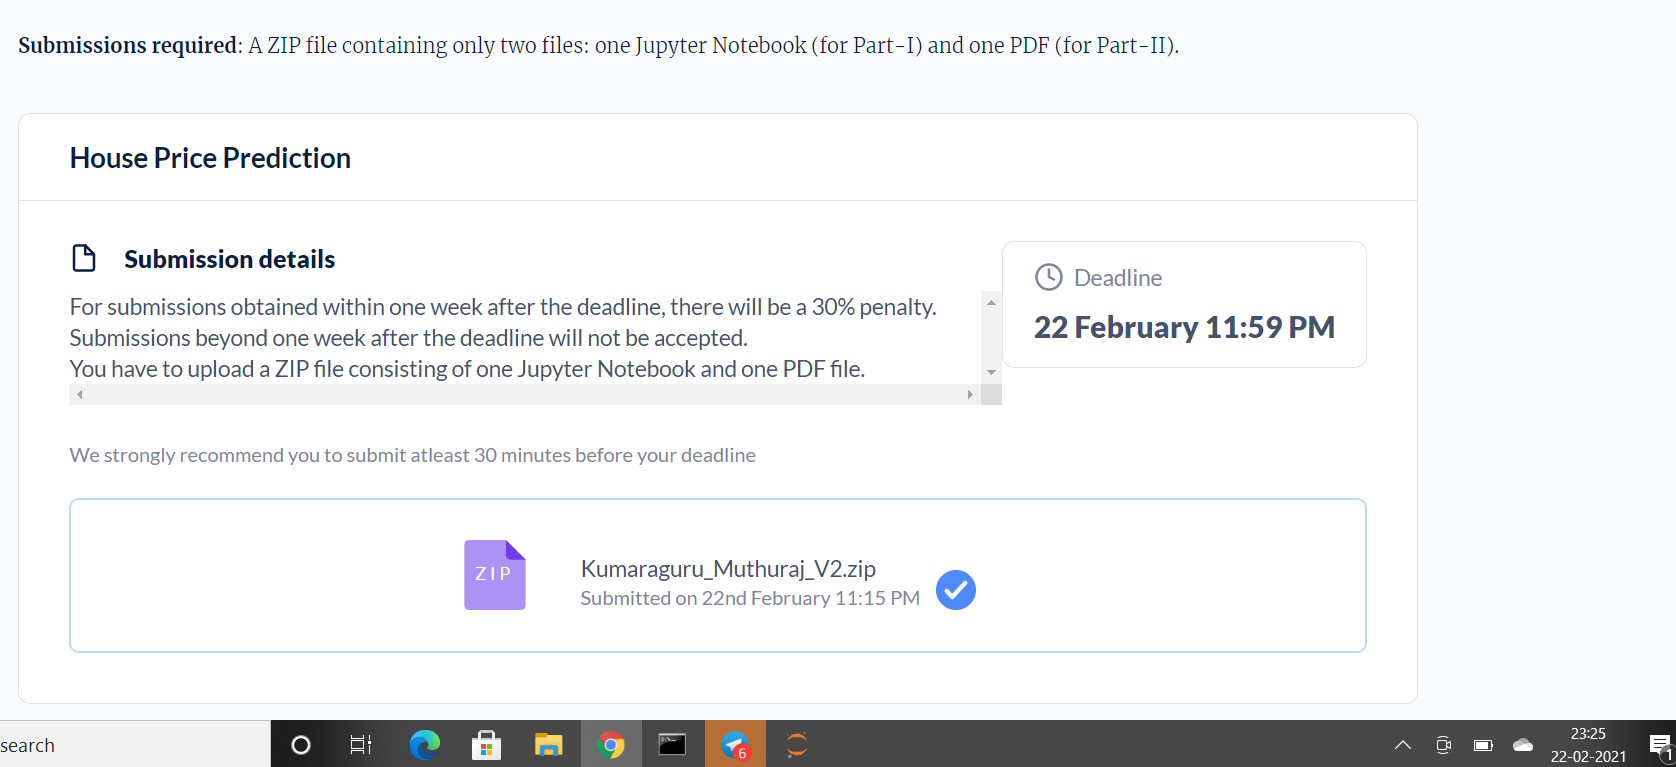 Submissions required: A ZIP file containing only two files: one Jupyter Notebook (for Part-I) and one PDF (for Part-II).
House Price Prediction
Submission details
For submissions obtained within one week after the deadline, there will be a 30% penalty.
Submissions beyond one week after the deadline will not be accepted.
You have to upload a ZIP file consisting of one Jupyter Notebook and one PDF file.
Deadline
22 February 11:59 PM
We strongly recommend you to submit atleast 30 minutes before your deadline
ZIP
Kumaraguru_Muthuraj_V2.zip
Submitted on 22nd February 11:15 PM
search
6
23:25
22-02-2021
1